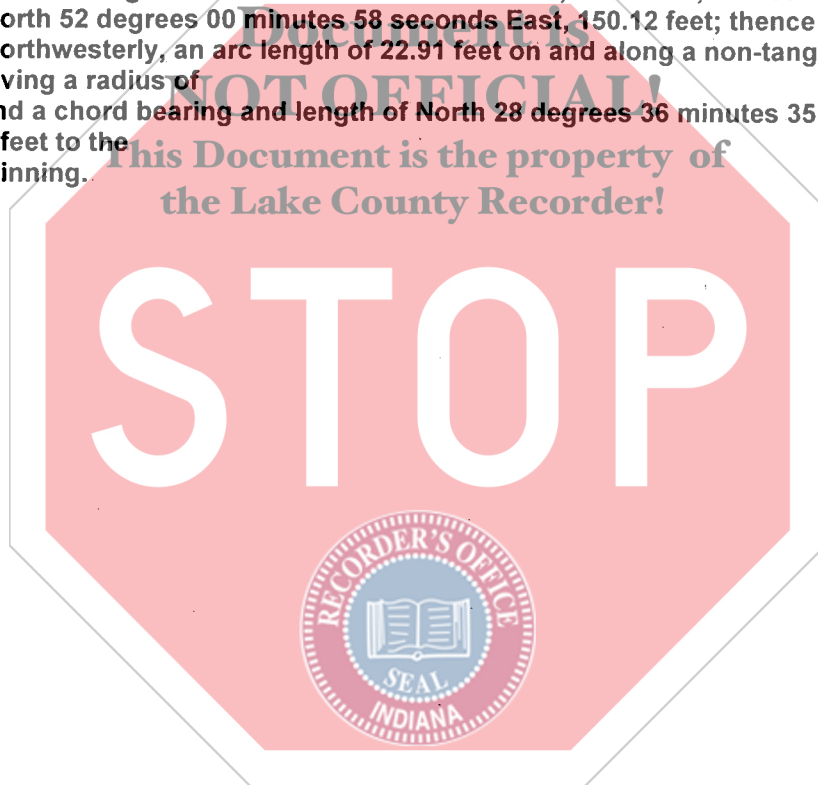 orth 52 degrees 00 minutes 58 seconds East, 150.12 feet; thence
orthwesterly, an arc length of 22.91 feet on and along a non-tang
ving a radius of
nd a chord bearing and length of North 28 degrees 36 minutes 35
feet to the
inning.
Document is
NOT OFFICIAL!
This Document is the property of
the Lake County Recorder!
STOP
RECORDER'S OFFICE
SEAL
INDIANA